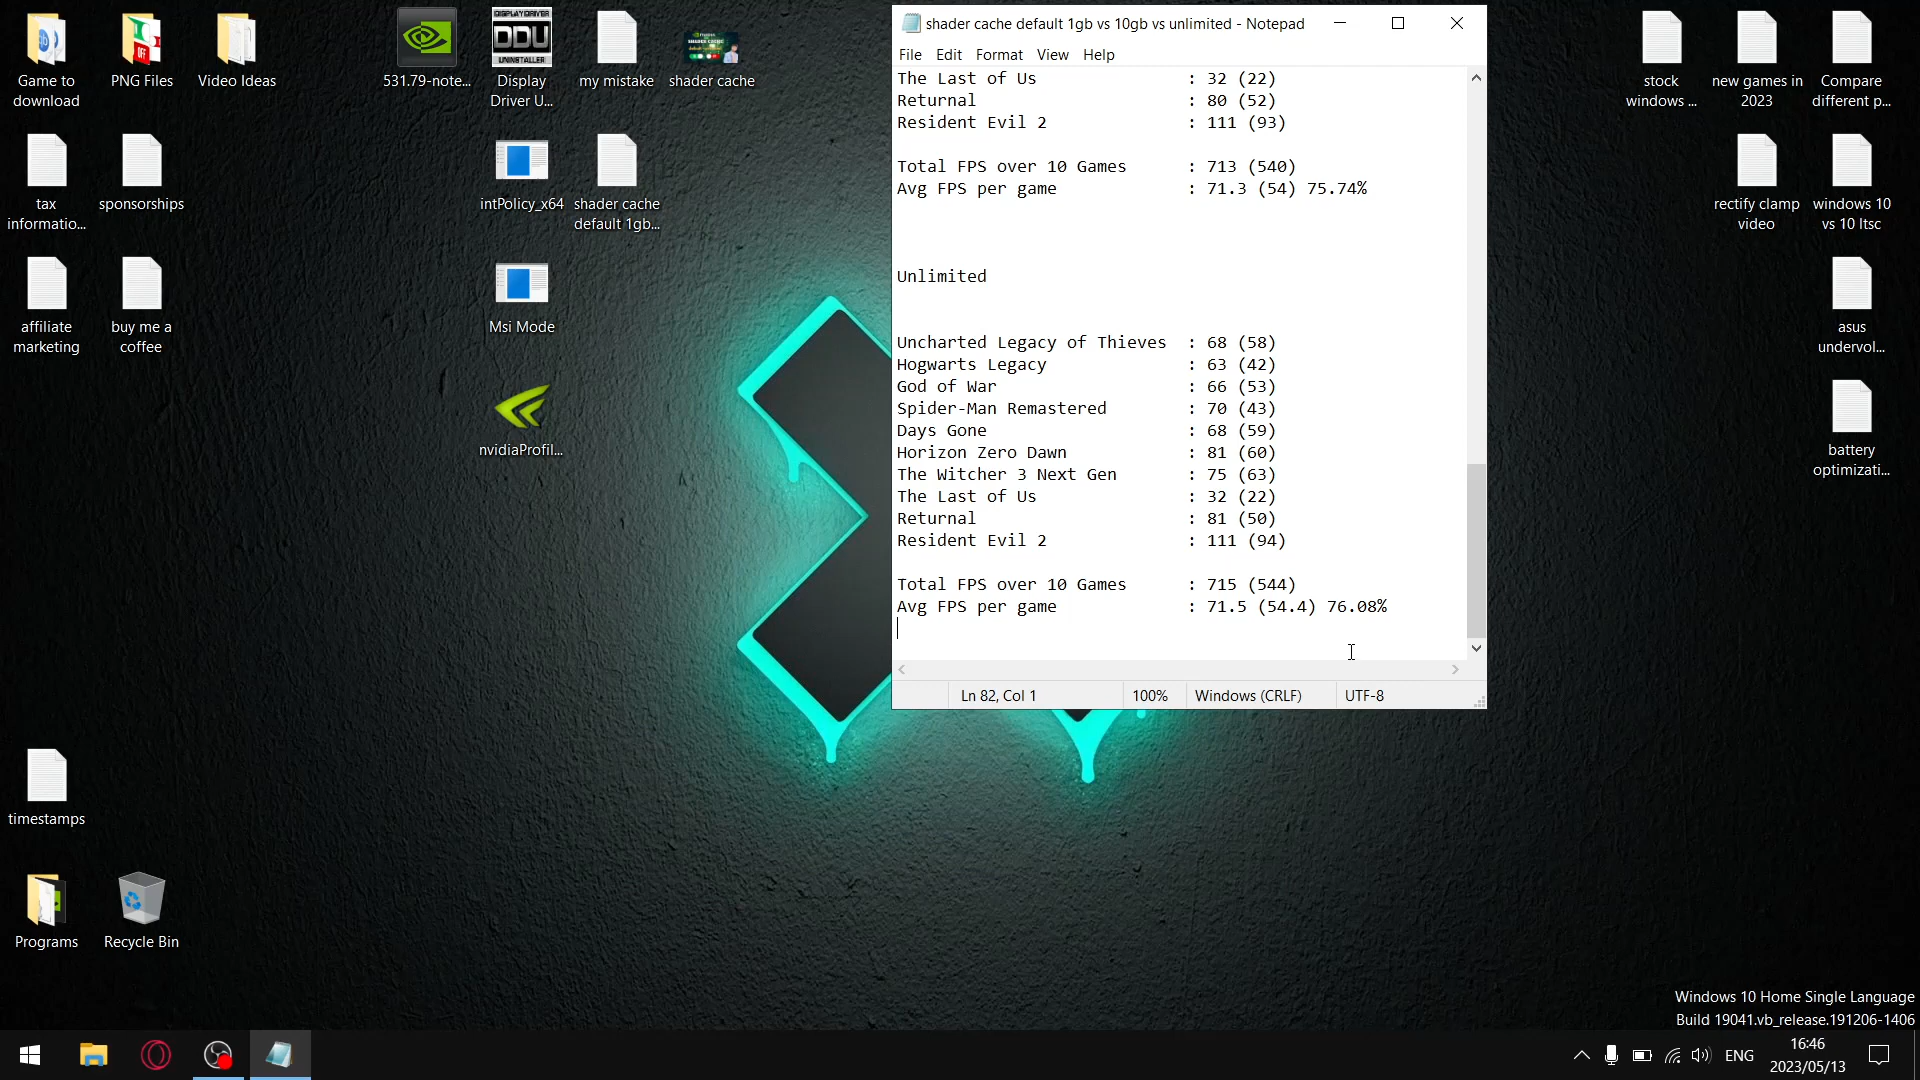 Game to
download
PNG Files
Video Ideas
531.79-note...
DISPLAY DRIVER
DDU
UNINSTALLER
Display
Driver U...
my mistake
shader cache
tax
informatio...
sponsorships
intPolicy_x64
shader cache
default 1gb...
affiliate
marketing
buy me a
coffee
Msi Mode
nvidiaProfil...
timestamps
Programs
Recycle Bin
shader cache default 1gb vs 10gb vs unlimited - Notepad
File Edit Format View Help
The Last of Us : 32 (22)
Returnal : 80 (52)
Resident Evil 2 : 111 (93)
Total FPS over 10 Games : 713 (540)
Avg FPS per game : 71.3 (54) 75.74%
Unlimited
Uncharted Legacy of Thieves : 68 (58)
Hogwarts Legacy : 63 (42)
God of War : 66 (53)
Spider-Man Remastered : 70 (43)
Days Gone : 68 (59)
Horizon Zero Dawn : 81 (60)
The Witcher 3 Next Gen : 75 (63)
The Last of Us : 32 (22)
Returnal : 81 (50)
Resident Evil 2 : 111 (94)
Total FPS over 10 Games : 715 (544)
Avg FPS per game : 71.5 (54.4) 76.08%
Ln 82, Col 1 100% Windows (CRLF) UTF-8
stock
windows ...
new games in
2023
Compare
different p...
rectify clamp
video
windows 10
vs 10 ltsc
asus
undervol...
battery
optimizati...
Windows 10 Home Single Language
Build 19041.vb_release.191206-1406
ENG
16:46
2023/05/13